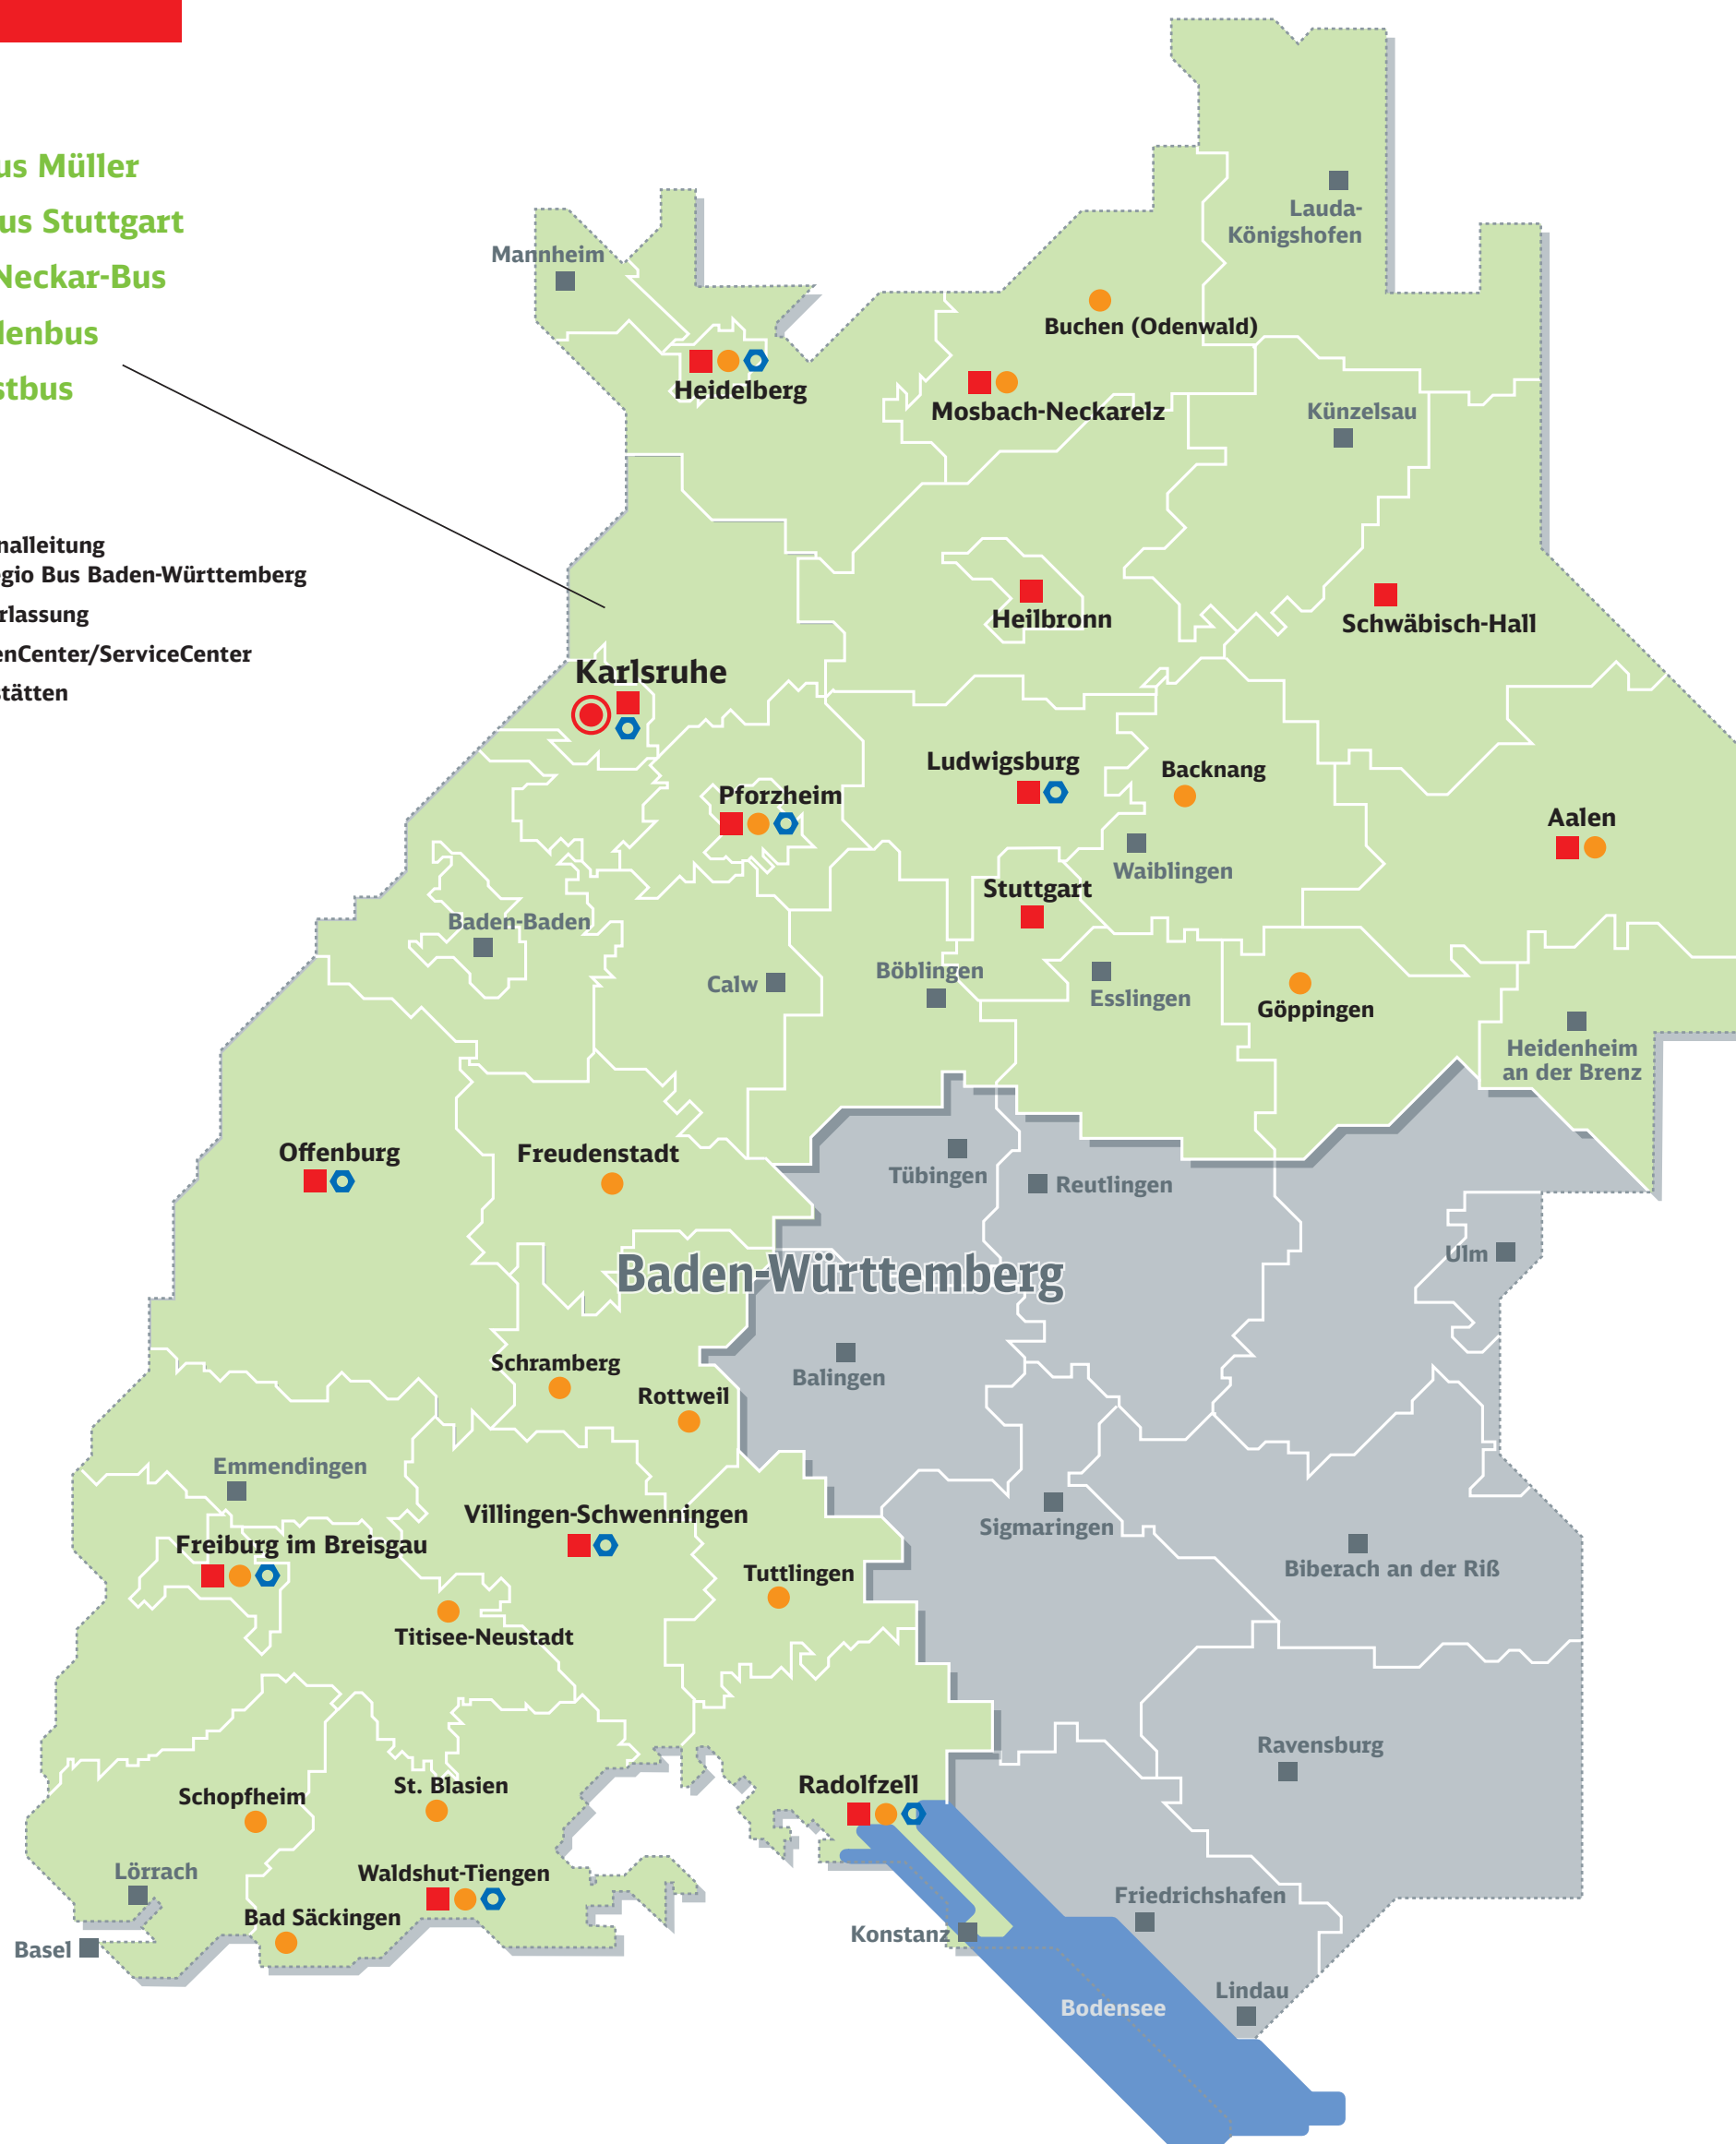 us Müller
us Stuttgart
Neckar-Bus
lenbus
stbus
nalleitung
egio Bus Baden-Württemberg
erlassung
enCenter/ServiceCenter
stätten
Lauda-
Königshofen
Mannheim
Buchen (Odenwald)
Heidelberg
Mosbach-Neckarelz
Künzelsau
Heilbronn
Schwäbisch-Hall
Karlsruhe
Ludwigsburg
Backnang
Pforzheim
Aalen
Waiblingen
Stuttgart
Baden-Baden
Calw
Böblingen
Esslingen
Göppingen
Heidenheim
an der Brenz
Offenburg
Freudenstadt
Tübingen
Reutlingen
Ulm
Baden-Württemberg
Schramberg
Balingen
Rottweil
Emmendingen
Villingen-Schwenningen
Sigmaringen
Freiburg im Breisgau
Biberach an der Riß
Tuttlingen
Titisee-Neustadt
Ravensburg
Radolfzell
St. Blasien
Schopfheim
Lörrach
Waldshut-Tiengen
Friedrichshafen
Bad Säckingen
Konstanz
Basel
Lindau
Bodensee